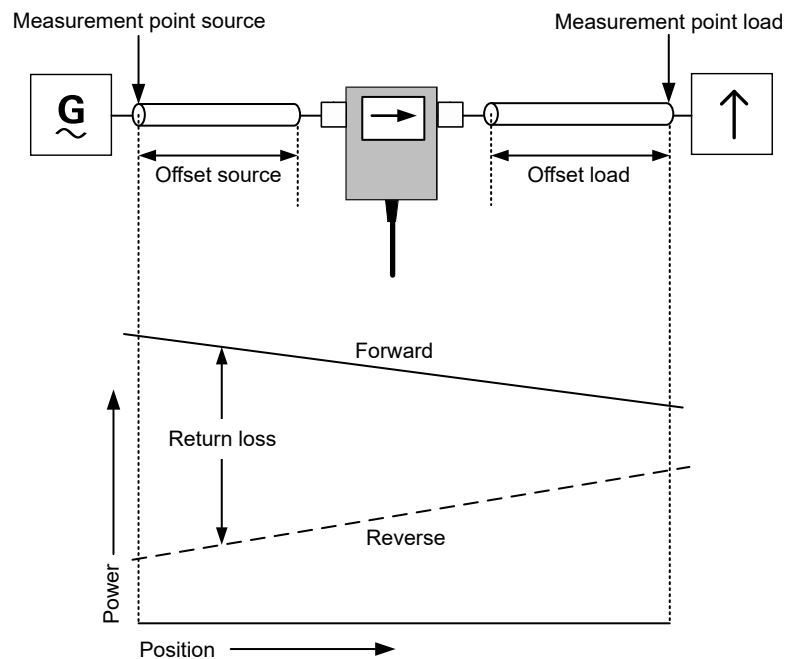 Measurement point source
Measurement point load
G
Offset source
Offset load
Forward
Return loss
Reverse
Power
Position